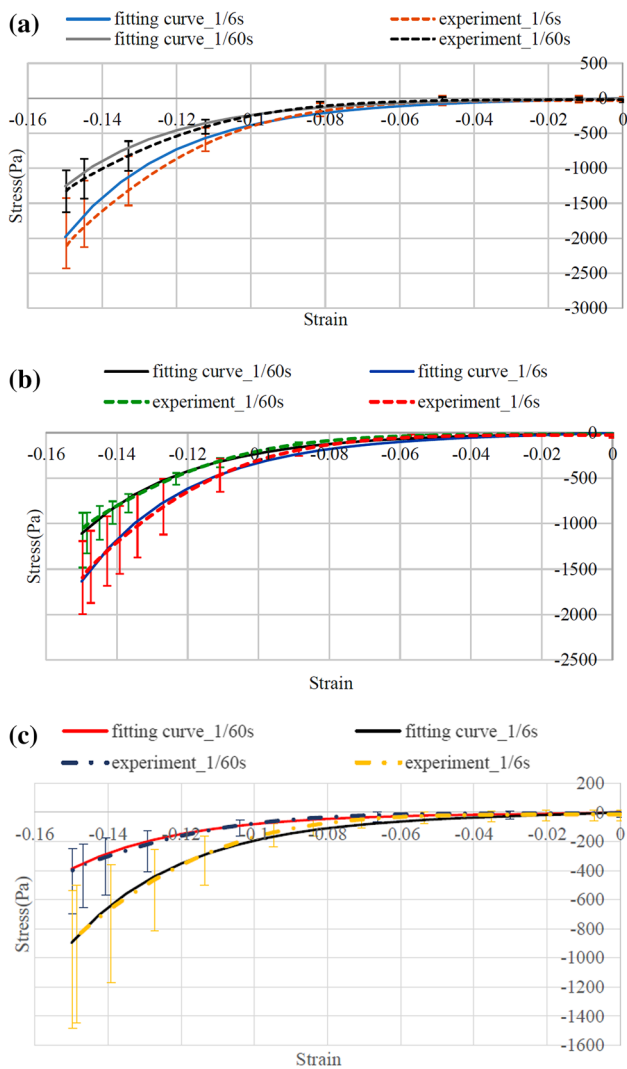 (a)
fitting curve_1/6s experiment_1/6s
fitting curve_1/60s experiment_1/60s
500
0
-0.16 -0.14 -0.12 -0.1 -0.08 -0.06 -0.04 -0.02 0
-500
-1000
-1500
-2000
-2500
-3000
Stress(Pa)
Strain
(b)
fitting curve_1/60s fitting curve_1/6s
experiment_1/60s experiment_1/6s
0
-0.16 -0.14 -0.12 -0.1 -0.08 -0.06 -0.04 -0.02 0
-500
-1000
-1500
-2000
-2500
Stress(Pa)
Strain
(c)
fitting curve_1/60s fitting curve_1/6s
experiment_1/60s experiment_1/6s
200
0
-0.16 -0.14 -0.12 -0.1 -0.08 -0.06 -0.04 -0.02 0
-200
-400
-600
-800
-1000
-1200
-1400
-1600
Stress(Pa)
Strain